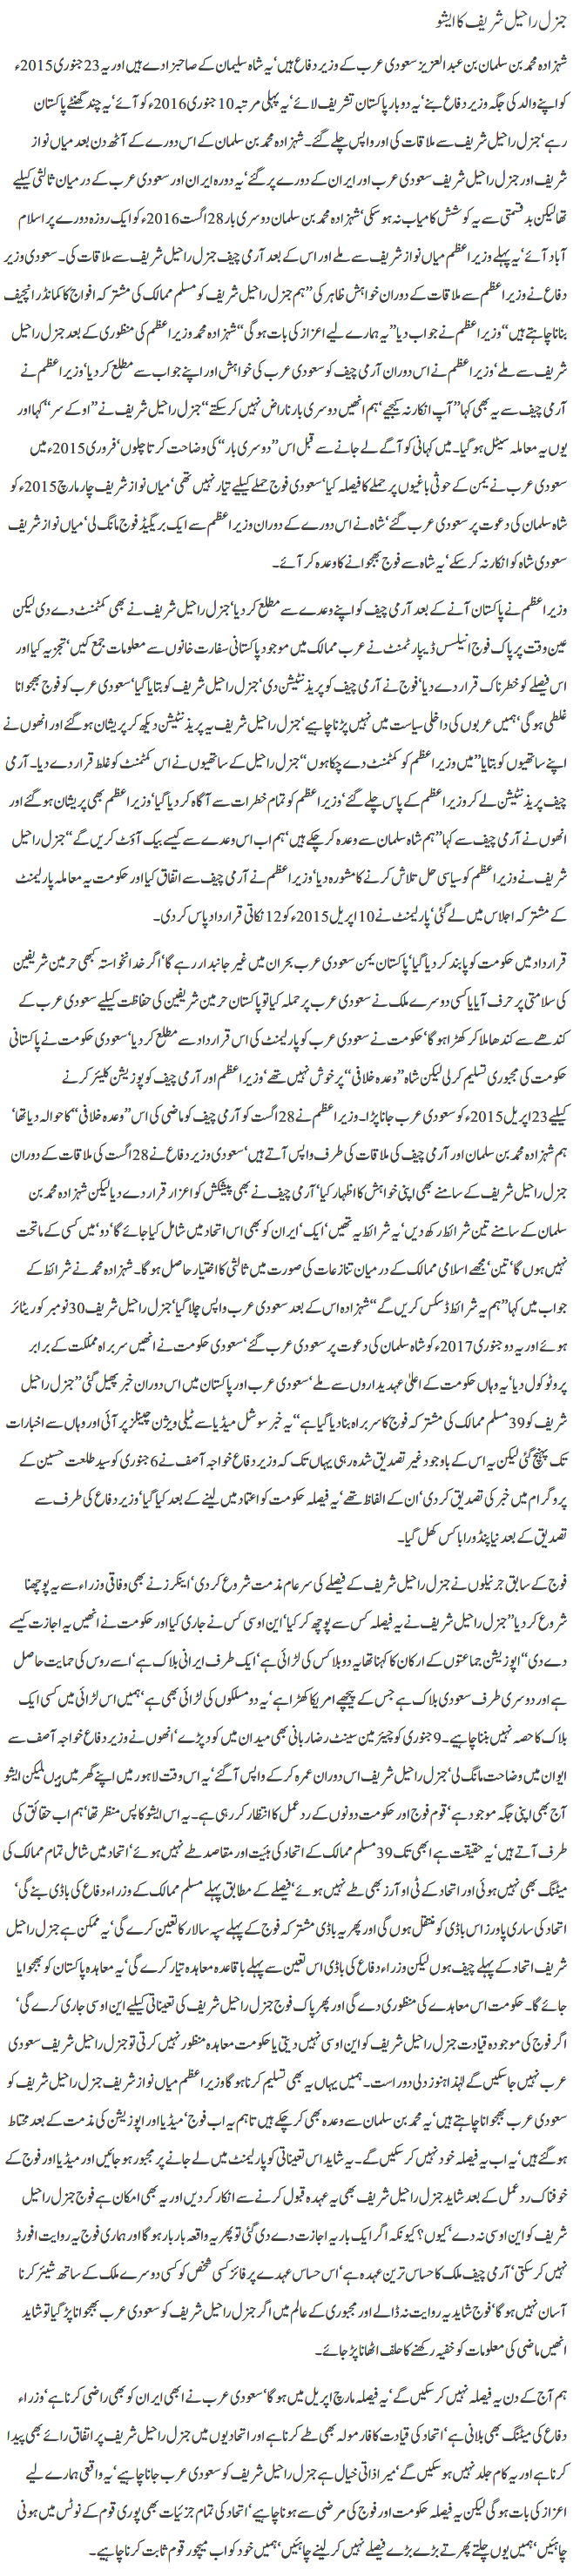 جنرل راحیل شریف کا ایشو
شہزادہ محمد بن سلمان بن عبدالعزیز سعودی عرب کے وزیر دفاع ہیں‘ یہ شاہ سلیمان کے صاحبزادے ہیں اور یہ 23 جنوری 2015ء
کو اپنے والد کی جگہ وزیر دفاع بنے‘ یہ دو بار پاکستان تشریف لائے‘ یہ پہلی مرتبہ 10 جنوری 2016ء کو آئے‘ یہ چند گھنٹے پاکستان
رہے‘ جنرل راحیل شریف سے ملاقات کی اور واپس چلے گئے۔ شہزادہ محمد بن سلمان کے اس دورے کے آٹھ دن بعد میاں نواز
شریف اور جنرل راحیل شریف سعودی عرب اور ایران کے دورے پر گئے‘ یہ دورہ ایران اور سعودی عرب کے درمیان ثالثی کیلیے
تھا لیکن بدقسمتی سے یہ کوشش کامیاب نہ ہو سکی‘ شہزادہ محمد بن سلمان دوسری بار 28 اگست 2016ء کو ایک روزہ دورے پر اسلام
آباد آئے‘ یہ پہلے وزیراعظم میاں نواز شریف سے ملے اور اس کے بعد آرمی چیف جنرل راحیل شریف سے ملاقات کی۔ سعودی وزیر
دفاع نے وزیراعظم سے ملاقات کے دوران خواہش ظاہر کی ’’ہم جنرل راحیل شریف کو مسلم ممالک کی مشترکہ افواج کا کمانڈر انچیف
بنانا چاہتے ہیں‘‘ وزیراعظم نے جواب دیا ’’یہ ہمارے لیے اعزاز کی بات ہو گی‘‘ شہزادہ محمد وزیراعظم کی منظوری کے بعد جنرل راحیل
شریف سے ملے‘ وزیراعظم نے اس دوران آرمی چیف کو سعودی عرب کی خواہش اور اپنے جواب سے مطلع کر دیا‘ وزیراعظم نے
آرمی چیف سے یہ بھی کہا ’’آپ انکار نہ کیجیے‘ ہم انھیں دوسری بار ناراض نہیں کر سکتے‘‘ جنرل راحیل شریف نے ’’اوکے سر‘‘ کہا اور
یوں یہ معاملہ سیٹل ہو گیا۔ میں کہانی کو آگے لے جانے سے قبل اس ’’دوسری بار‘‘ کی وضاحت کرتا چلوں‘ فروری 2015ء میں
سعودی عرب نے یمن کے حوثی باغیوں پر حملے کا فیصلہ کیا‘ سعودی فوج حملے کیلیے تیار نہیں تھی‘ میاں نواز شریف چار مارچ 2015ء کو
شاہ سلمان کی دعوت پر سعودی عرب گئے‘ شاہ نے اس دورے کے دوران وزیراعظم سے ایک بریگیڈ فوج مانگ لی‘ میاں نواز شریف
سعودی شاہ کو انکار نہ کر سکے‘ یہ شاہ سے فوج بھجوانے کا وعدہ کر آئے۔
وزیراعظم نے پاکستان آنے کے بعد آرمی چیف کو اپنے وعدے سے مطلع کر دیا‘ جنرل راحیل شریف نے بھی کمٹمنٹ دے دی لیکن
عین وقت پر پاک فوج انیلسس ڈیپارٹمنٹ نے عرب ممالک میں موجود پاکستانی سفارت خانوں سے معلومات جمع کیں‘ تجزیہ کیا اور
اس فیصلے کو خطرناک قرار دے دیا‘ فوج نے آرمی چیف کو پریذنٹیشن دی‘ جنرل راحیل شریف کو بتایا گیا‘ سعودی عرب کو فوج بھجوانا
غلطی ہو گی‘ ہمیں عربوں کی داخلی سیاست میں نہیں پڑنا چاہیے‘ جنرل راحیل شریف یہ پریذنٹیشن دیکھ کر پریشان ہو گئے اور انھوں نے
اپنے ساتھیوں کو بتایا ’’میں وزیراعظم کو کمٹمنٹ دے چکا ہوں‘‘ جنرل راحیل کے ساتھیوں نے اس کمٹمنٹ کو غلط قرار دے دیا۔ آرمی
چیف پریذنٹیشن لے کر وزیراعظم کے پاس چلے گئے‘ وزیراعظم کو تمام خطرات سے آگاہ کر دیا گیا‘ وزیراعظم بھی پریشان ہو گئے اور
انھوں نے آرمی چیف سے کہا ’’ہم شاہ سلمان سے وعدہ کر چکے ہیں‘ ہم اب اس وعدے سے کیسے بیک آؤٹ کریں گے‘‘ جنرل راحیل
شریف نے وزیراعظم کو سیاسی حل تلاش کرنے کا مشورہ دیا‘ وزیراعظم نے آرمی چیف سے اتفاق کیا اور حکومت یہ معاملہ پارلیمنٹ
کے مشترکہ اجلاس میں لے گئی‘ پارلیمنٹ نے 10 اپریل 2015ء کو 12 نکاتی قرارداد پاس کر دی۔
قرارداد میں حکومت کو پابند کر دیا گیا‘ پاکستان یمن سعودی عرب بحران میں غیر جانبدار رہے گا‘ اگر خدانخواستہ کبھی حرمین شریفین
کی سلامتی پر حرف آیا یا کسی دوسرے ملک نے سعودی عرب پر حملہ کیا تو پاکستان حرمین شریفین کی حفاظت کیلیے سعودی عرب کے
کندھے سے کندھا ملا کر کھڑا ہو گا‘ حکومت نے سعودی عرب کو پارلیمنٹ کی اس قرارداد سے مطلع کر دیا‘ سعودی حکومت نے پاکستانی
حکومت کی مجبوری تسلیم کر لی لیکن شاہ ’’وعدہ خلافی‘‘ پر خوش نہیں تھے‘ وزیراعظم اور آرمی چیف کو پوزیشن کلیئر کرنے
کیلیے 23 اپریل 2015ء کو سعودی عرب جانا پڑا۔ وزیراعظم نے 28 اگست کو آرمی چیف کو ماضی کی اس ’’وعدہ خلافی‘‘ کا حوالہ دیا تھا‘
ہم شہزادہ محمد بن سلمان اور آرمی چیف کی ملاقات کی طرف واپس آتے ہیں‘ سعودی وزیر دفاع نے 28 اگست کی ملاقات کے دوران
جنرل راحیل شریف کے سامنے بھی اپنی خواہش کا اظہار کیا‘ آرمی چیف نے بھی پیشکش کو اعزاز قرار دے دیا لیکن شہزادہ محمد بن
سلمان کے سامنے تین شرائط رکھ دیں‘ یہ شرائط یہ تھیں‘ ایک‘ ایران کو بھی اس اتحاد میں شامل کیا جائے گا‘ دو‘ میں کسی کے ماتحت
نہیں ہوں گا‘ تین‘ مجھے اسلامی ممالک کے درمیان تنازعات کی صورت میں ثالثی کا اختیار حاصل ہو گا۔ شہزادہ محمد نے شرائط کے
جواب میں کہا ’’ہم یہ شرائط ڈسکس کریں گے‘‘ شہزادہ اس کے بعد سعودی عرب واپس چلا گیا‘ جنرل راحیل شریف 30 نومبر کو ریٹائر
ہوئے اور یہ دو جنوری 2017ء کو شاہ سلمان کی دعوت پر سعودی عرب گئے‘ سعودی حکومت نے انھیں سربراہ مملکت کے برابر
پروٹوکول دیا‘ یہ وہاں حکومت کے اعلیٰ عہدیداروں سے ملے‘ سعودی عرب اور پاکستان میں اس دوران خبر پھیل گئی ’’جنرل راحیل
شریف کو 39 مسلم ممالک کی مشترکہ فوج کا سربراہ بنا دیا گیا ہے‘‘ یہ خبر سوشل میڈیا سے ٹیلی ویژن چینلز پر آئی اور وہاں سے اخبارات
تک پہنچ گئی لیکن یہ اس کے باوجود غیر تصدیق شدہ رہی یہاں تک کہ وزیر دفاع خواجہ آصف نے 6 جنوری کو سید طلعت حسین کے
پروگرام میں خبر کی تصدیق کر دی‘ ان کے الفاظ تھے‘ یہ فیصلہ حکومت کو اعتماد میں لینے کے بعد کیا گیا‘ وزیر دفاع کی طرف سے
تصدیق کے بعد نیا پنڈورا باکس کھل گیا۔
فوج کے سابق جرنیلوں نے جنرل راحیل شریف کے فیصلے کی سرعام مذمت شروع کر دی‘ اینکرز نے بھی وفاقی وزراء سے یہ پوچھنا
شروع کر دیا ’’جنرل راحیل شریف نے یہ فیصلہ کس سے پوچھ کر کیا‘ این او سی کس نے جاری کیا اور حکومت نے انھیں یہ اجازت کیسے
دے دی‘‘ اپوزیشن جماعتوں کے ارکان کا کہنا تھا یہ دو بلاکس کی لڑائی ہے‘ ایک طرف ایرانی بلاک ہے‘ اسے روس کی حمایت حاصل
ہے اور دوسری طرف سعودی بلاک ہے جس کے پیچھے امریکا کھڑا ہے‘ یہ دو مسلکوں کی لڑائی بھی ہے‘ ہمیں اس لڑائی میں کسی ایک
بلاک کا حصہ نہیں بننا چاہیے۔ 9 جنوری کو چیئرمین سینٹ رضا ربانی بھی میدان میں کود پڑے‘ انھوں نے وزیر دفاع خواجہ آصف سے
ایوان میں وضاحت مانگ لی‘ جنرل راحیل شریف اس دوران عمرہ کر کے واپس آ گئے‘ یہ اس وقت لاہور میں اپنے گھر میں ہیں لیکن ایشو
آج بھی اپنی جگہ موجود ہے‘ قوم فوج اور حکومت دونوں کے ردعمل کا انتظار کر رہی ہے۔ یہ اس ایشو کا پس منظر تھا‘ ہم اب حقائق کی
طرف آتے ہیں‘ یہ حقیقت ہے ابھی تک 39 مسلم ممالک کے اتحاد کی ہیئت اور مقاصد طے نہیں ہوئے‘ اتحاد میں شامل تمام ممالک کی
میٹنگ بھی نہیں ہوئی اور اتحاد کے ٹی او آرز بھی طے نہیں ہوئے‘ فیصلے کے مطابق پہلے مسلم ممالک کے وزراء دفاع کی باڈی بنے گی‘
اتحاد کی ساری پاورز اس باڈی کو منتقل ہوں گی اور پھر یہ باڈی مشترکہ فوج کے پہلے سپہ سالار کا تعین کرے گی‘ یہ ممکن ہے جنرل راحیل
شریف اتحاد کے پہلے چیف ہوں لیکن وزراء دفاع کی باڈی اس تعین سے پہلے باقاعدہ معاہدہ تیار کرے گی‘ یہ معاہدہ پاکستان کو بھجوایا
جائے گا۔ حکومت اس معاہدے کی منظوری دے گی اور پھر پاک فوج جنرل راحیل شریف کی تعیناتی کیلیے این او سی جاری کرے گی‘
اگر فوج کی موجودہ قیادت جنرل راحیل شریف کو این او سی نہیں دیتی یا حکومت معاہدہ منظور نہیں کرتی تو جنرل راحیل شریف سعودی
عرب نہیں جا سکیں گے لہٰذا ہنوز دلی دور است۔ ہمیں یہاں یہ بھی تسلیم کرنا ہو گا وزیراعظم میاں نواز شریف جنرل راحیل شریف کو
سعودی عرب بھجوانا چاہتے ہیں‘ یہ محمد بن سلمان سے وعدہ بھی کر چکے ہیں تاہم یہ اب فوج‘ میڈیا اور اپوزیشن کی مذمت کے بعد محتاط
ہو گئے ہیں‘ یہ اب یہ فیصلہ خود نہیں کر سکیں گے۔ یہ شاید اس تعیناتی کو پارلیمنٹ میں لے جانے پر مجبور ہو جائیں اور میڈیا اور فوج کے
خوفناک ردعمل کے بعد شاید جنرل راحیل شریف بھی یہ عہدہ قبول کرنے سے انکار کر دیں اور یہ بھی امکان ہے فوج جنرل راحیل
شریف کو این او سی نہ دے‘ کیوں؟ کیونکہ اگر ایک بار یہ اجازت دے دی گئی تو پھر یہ واقعہ بار بار ہو گا اور ہماری فوج یہ روایت افورڈ
نہیں کر سکتی‘ آرمی چیف ملک کا حساس ترین عہدہ ہے‘ اس حساس عہدے پر فائز کسی شخص کو کسی دوسرے ملک کے ساتھ شیئر کرنا
آسان نہیں ہو گا‘ فوج شاید یہ روایت نہ ڈالے اور مجبوری کے عالم میں اگر جنرل راحیل شریف کو سعودی عرب بھجوانا پڑ گیا تو شاید
انھیں ماضی کی معلومات کو خفیہ رکھنے کا حلف اٹھانا پڑ جائے۔
ہم آج کے دن یہ فیصلہ نہیں کر سکیں گے‘ یہ فیصلہ مارچ اپریل میں ہو گا‘ سعودی عرب نے ابھی ایران کو بھی راضی کرنا ہے‘ وزراء
دفاع کی میٹنگ بھی بلانی ہے‘ اتحاد کی قیادت کا فارمولہ بھی طے کرنا ہے اور اتحادیوں میں جنرل راحیل شریف پر اتفاق رائے بھی پیدا
کرنا ہے اور یہ کام جلد نہیں ہو سکیں گے‘ میرا ذاتی خیال ہے جنرل راحیل شریف کو سعودی عرب جانا چاہیے‘ یہ واقعی ہمارے لیے
اعزاز کی بات ہو گی لیکن یہ فیصلہ حکومت اور فوج کی مرضی سے ہونا چاہیے‘ اتحاد کی تمام جزئیات بھی پوری قوم کے نوٹس میں ہونی
چاہئیں‘ ہمیں یوں چلتے پھرتے بڑے بڑے فیصلے نہیں کر لینے چاہئیں‘ ہمیں خود کو اب میچور قوم ثابت کرنا چاہیے۔